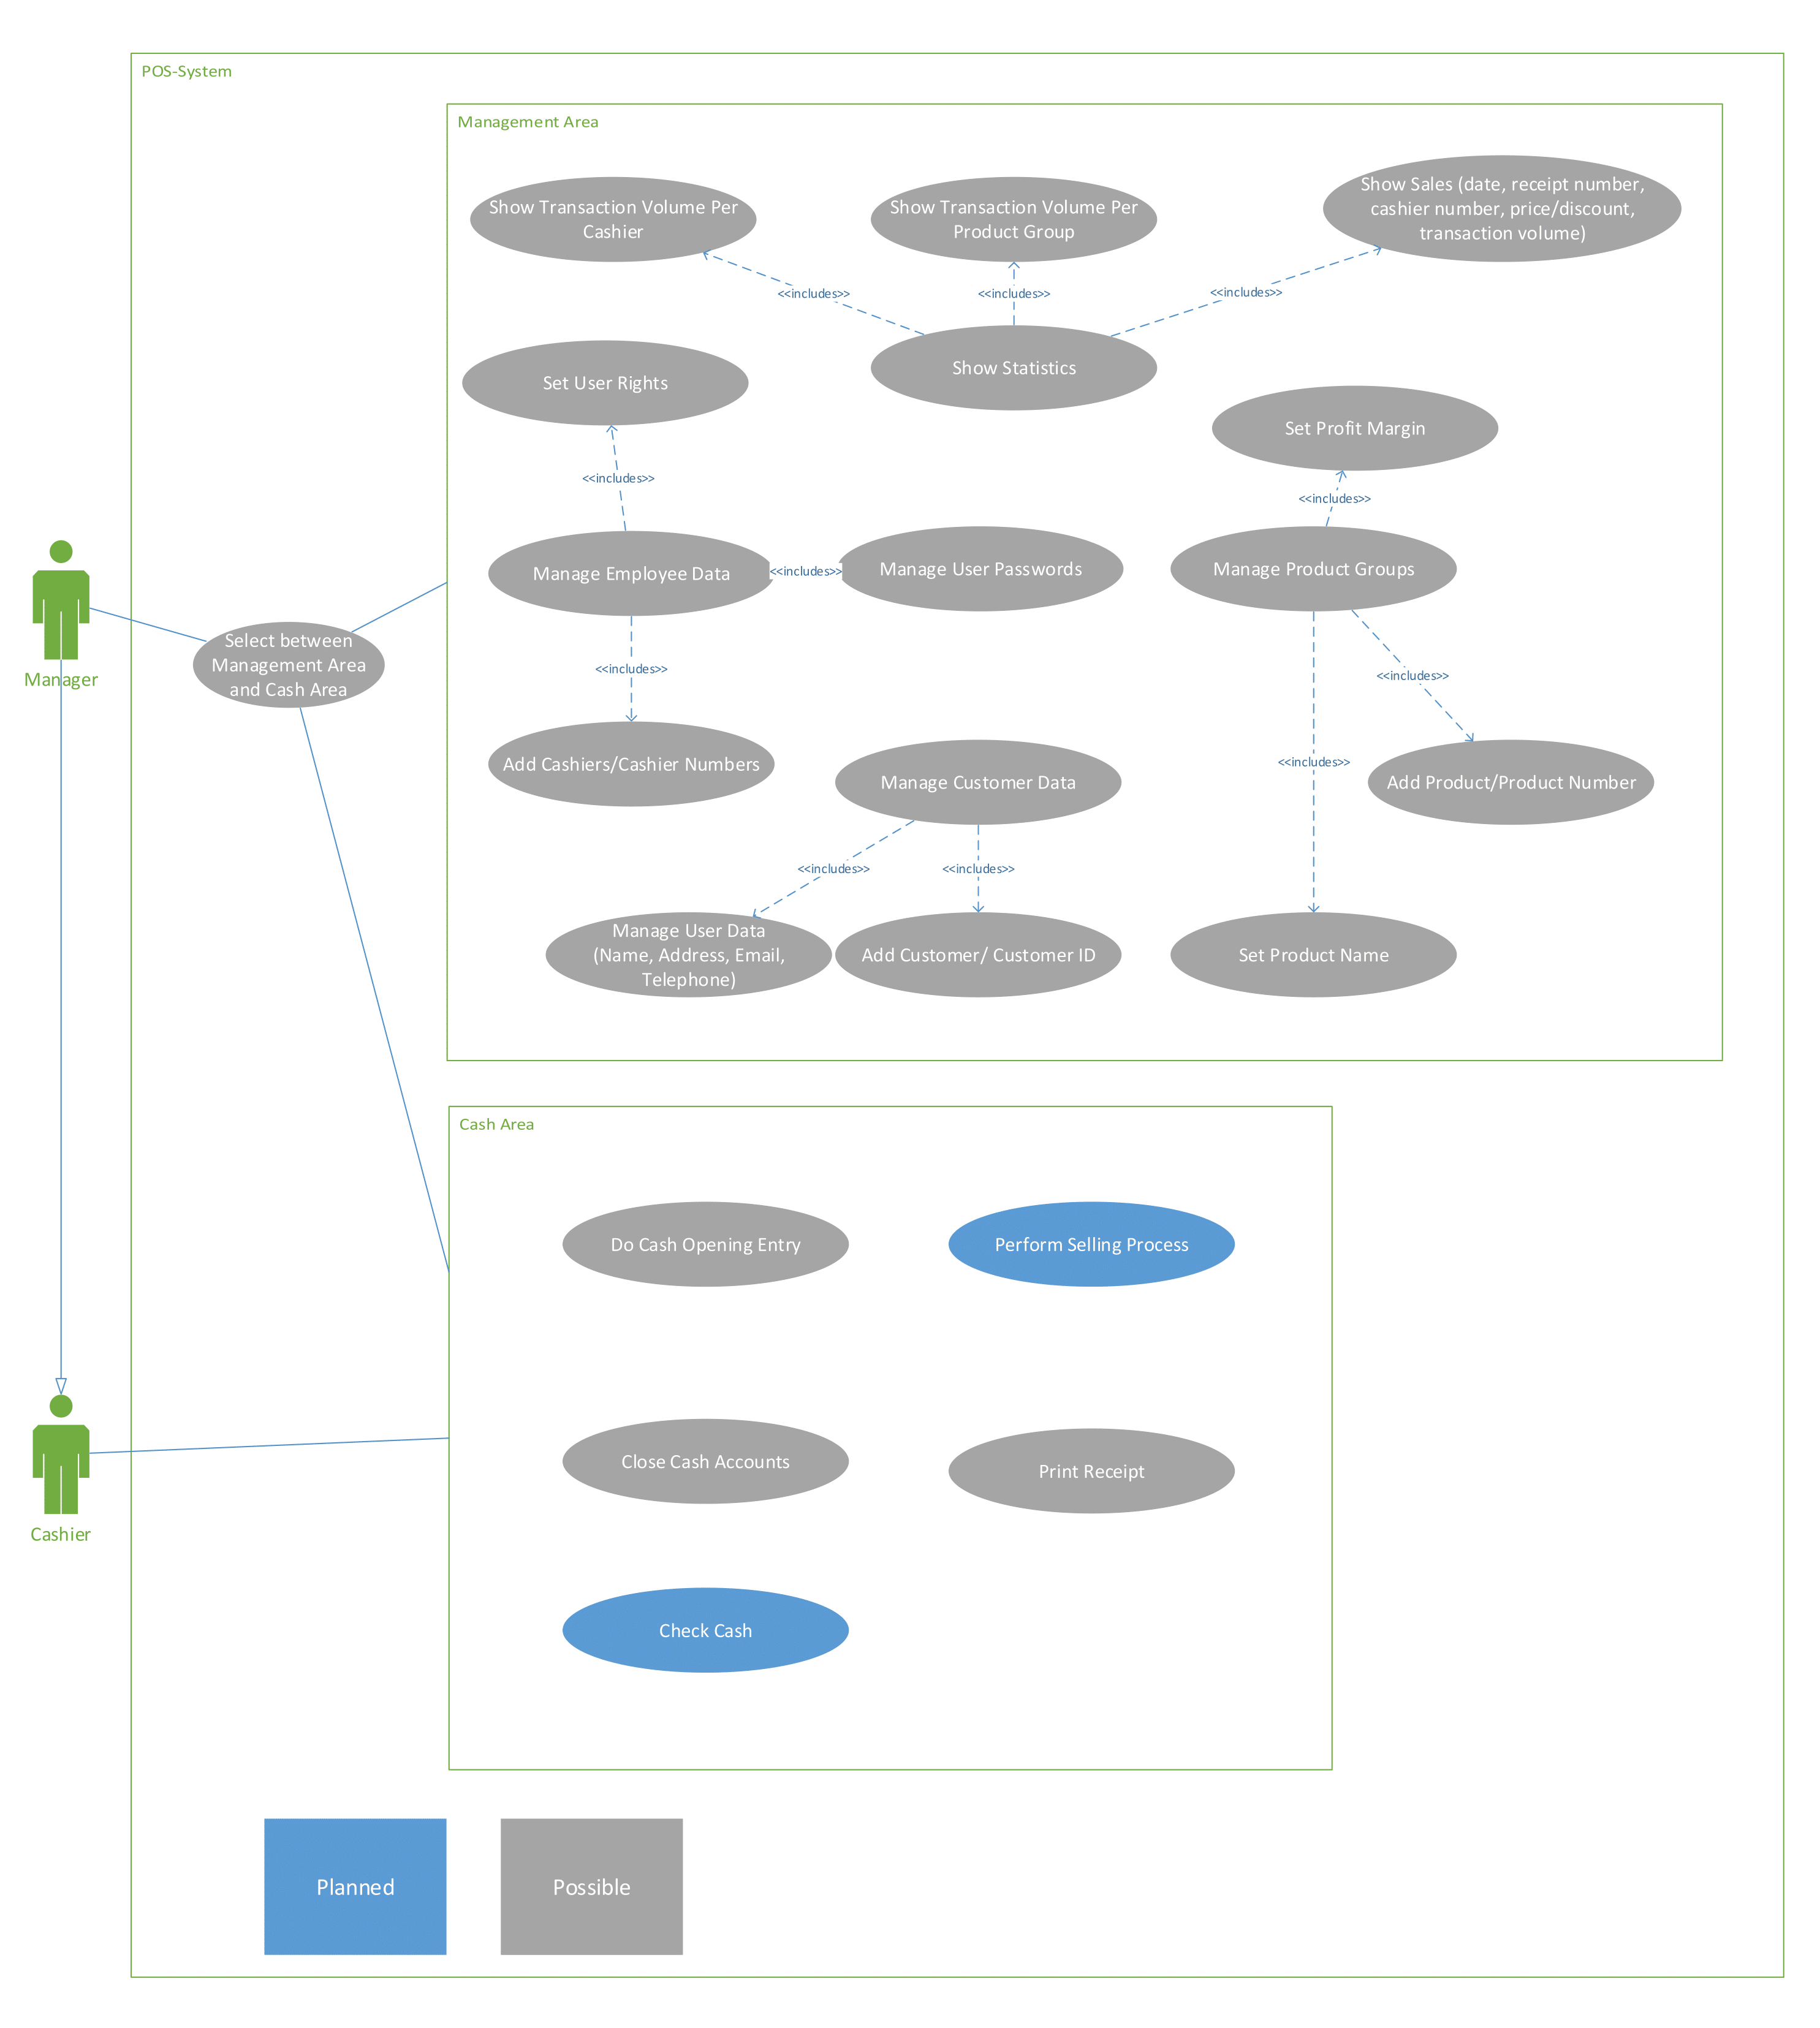 POS-System
Management Area
Show Transaction Volume Per
Cashier
Show Transaction Volume Per
Product Group
Show Sales (date, receipt number,
cashier number, price/discount,
transaction volume)
<<includes>>
<<includes>>
<<includes>>
Show Statistics
Set User Rights
Set Profit Margin
<<includes>>
<<includes>>
Manage Employee Data
<<includes>>
Manage User Passwords
Manage Product Groups
Manager
Select between
Management Area
and Cash Area
<<includes>>
<<includes>>
<<includes>>
Add Cashiers/Cashier Numbers
Manage Customer Data
Add Product/Product Number
<<includes>>
<<includes>>
Manage User Data
(Name, Address, Email,
Telephone)
Add Customer/ Customer ID
Set Product Name
Cash Area
Do Cash Opening Entry
Perform Selling Process
Close Cash Accounts
Print Receipt
Cashier
Check Cash
Planned
Possible